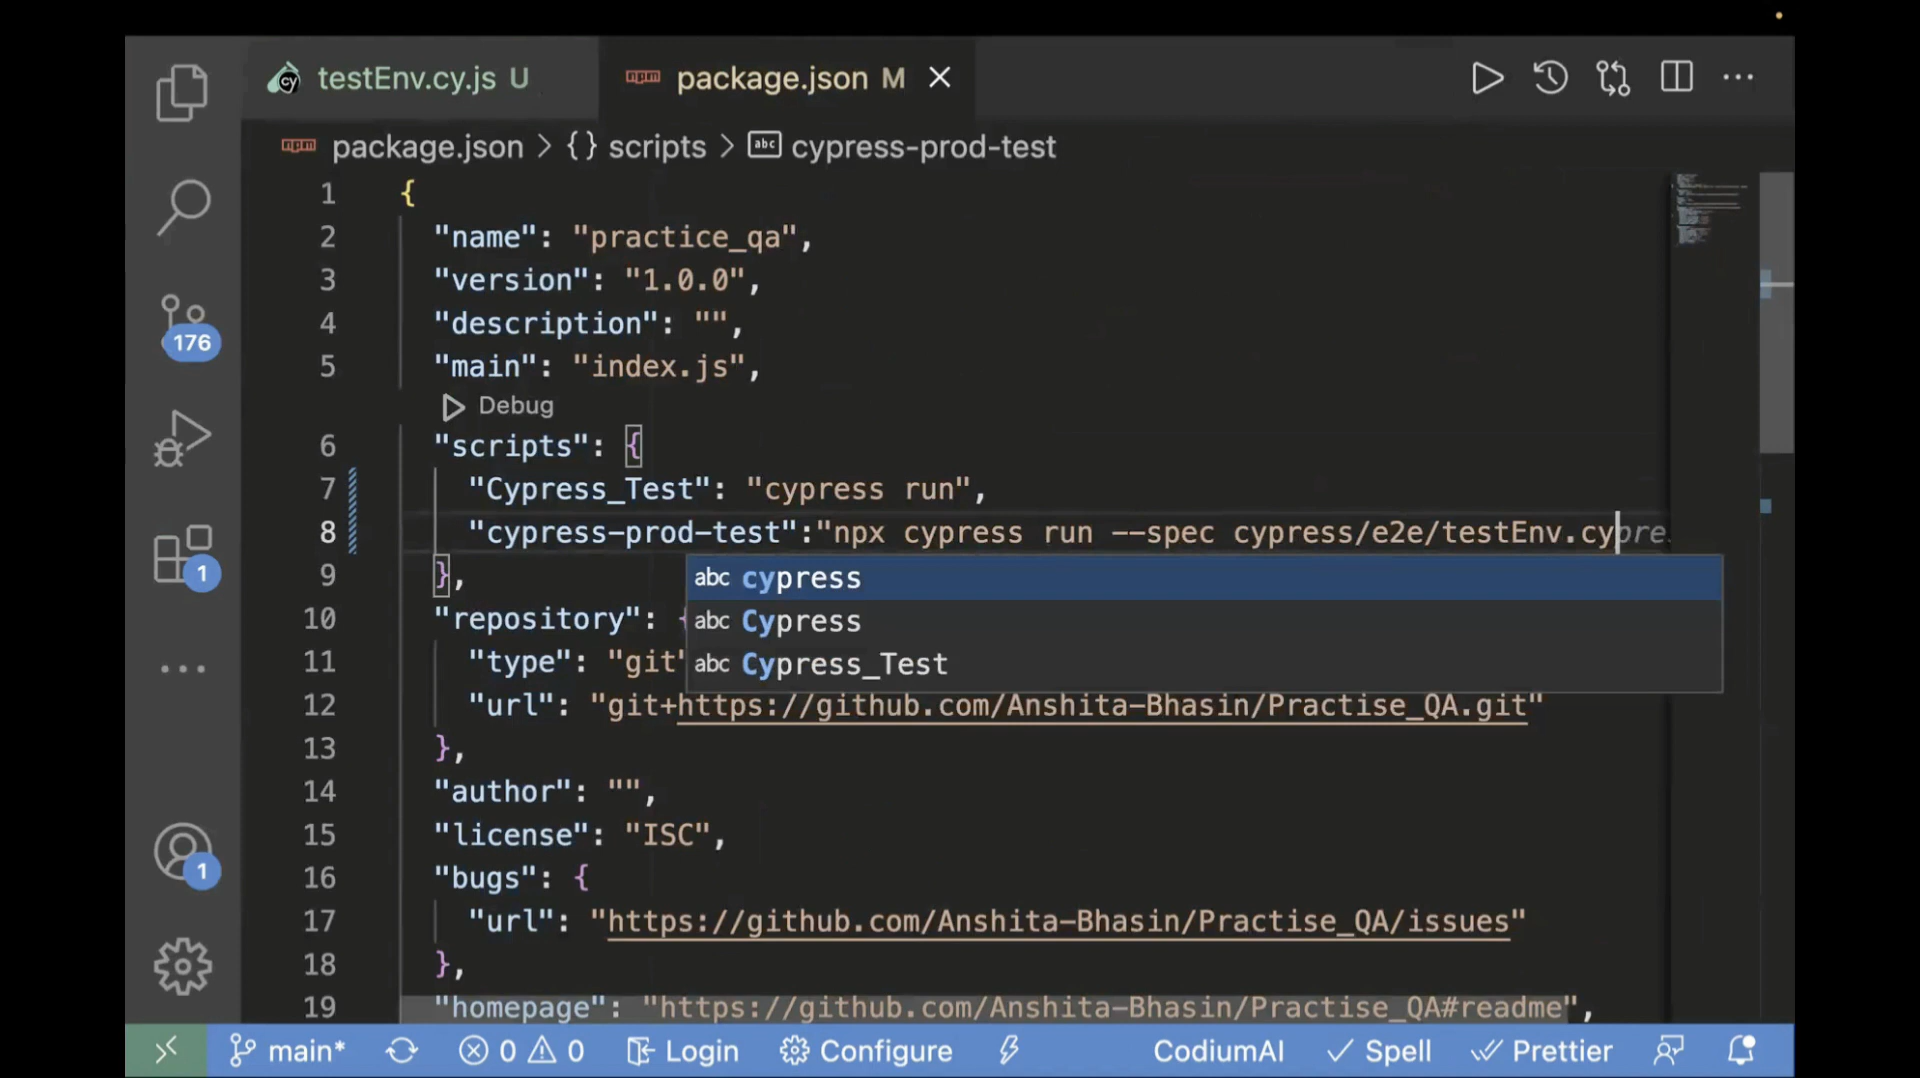 testEnv.cy.js U
package.json M
package.json > {} scripts > abc cypress-prod-test
1 {
2 "name": "practice_qa",
3 "version": "1.0.0",
4 "description": "",
5 "main": "index.js",
Debug
6 "scripts": {
7 "Cypress_Test": "cypress run",
8 "cypress-prod-test":"npx cypress run --spec cypress/e2e/testEnv.cypre
9 },
abc cypress
10 "repository": {
abc Cypress
11 "type": "git"
abc Cypress_Test
12 "url": "git+https://github.com/Anshita-Bhasin/Practise_QA.git"
13 },
14 "author": "",
15 "license": "ISC",
16 "bugs": {
17 "url": "https://github.com/Anshita-Bhasin/Practise_QA/issues"
18 },
19 "homepage": "https://github.com/Anshita-Bhasin/Practise_QA#readme",
176
1
1
main* 0 0 Login Configure CodiumAI Spell Prettier